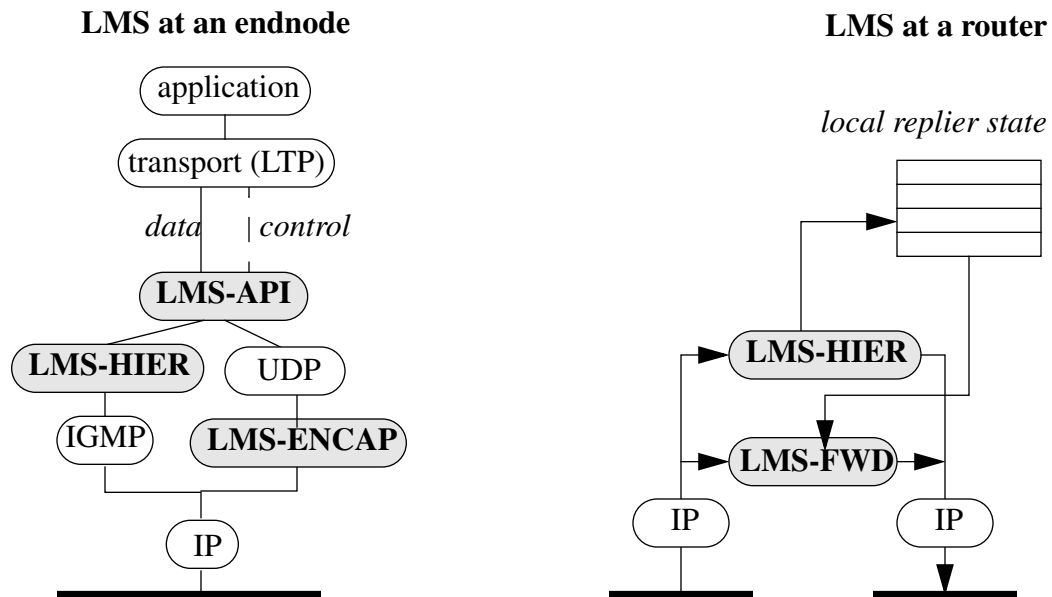 LMS at an endnode
application
transport (LTP)
data
control
LMS-API
LMS-HIER
UDP
IGMP
LMS-ENCAP
IP
LMS at a router
local replier state
LMS-HIER
LMS-FWD
IP
IP